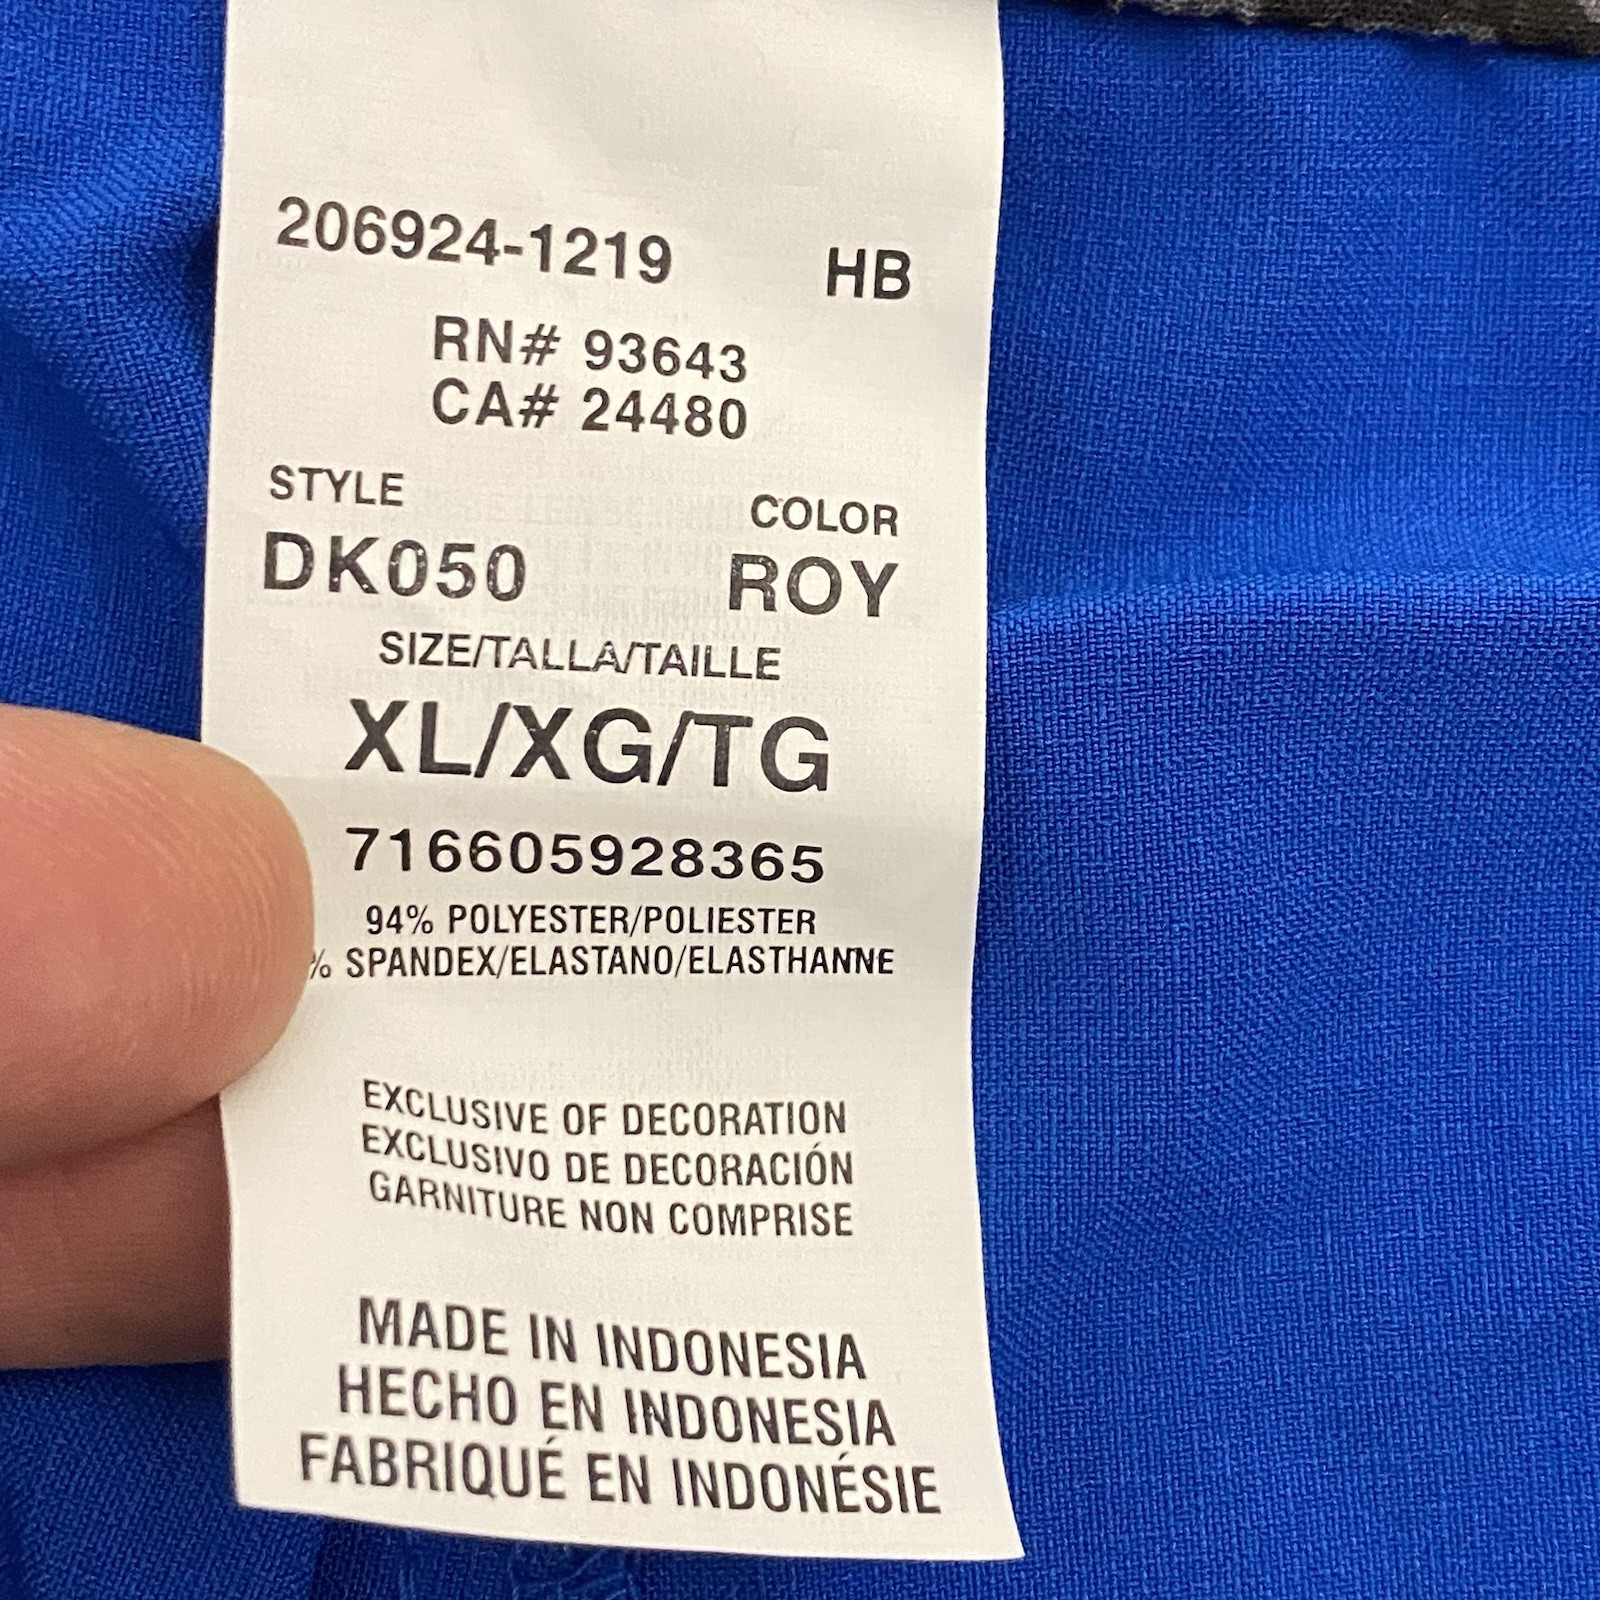 206924-1219 HB
RN# 93643
CA# 24480
STYLE COLOR
DK050 ROY
SIZE/TALLA/TAILLE
XL/XG/TG
716605928365
94% POLYESTER/POLIESTER
% SPANDEX/ELASTANO/ELASTHANNE
EXCLUSIVE OF DECORATION
EXCLUSIVO DE DECORACIÓN
GARNITURE NON COMPRISE
MADE IN INDONESIA
HECHO EN INDONESIA
FABRIQUÉ EN INDONÉSIE